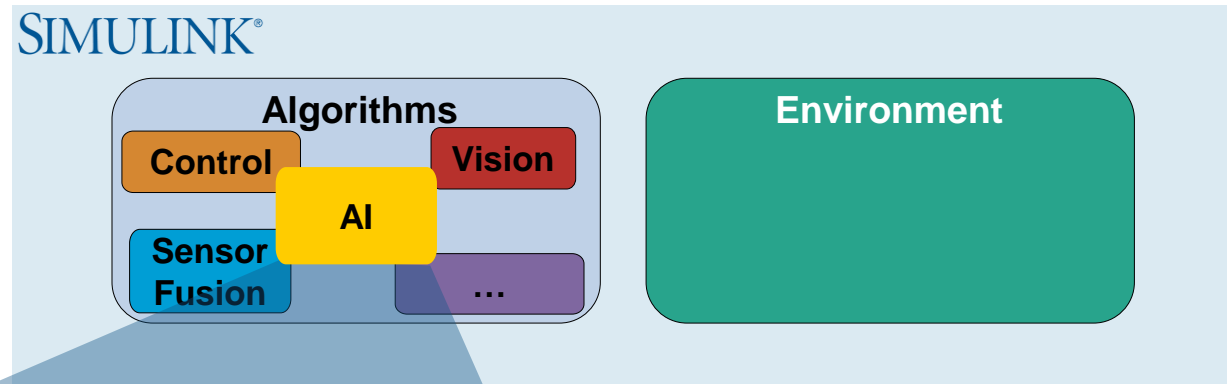 SIMULINK®
Algorithms
Environment
Control
Vision
AI
Sensor
Fusion
...